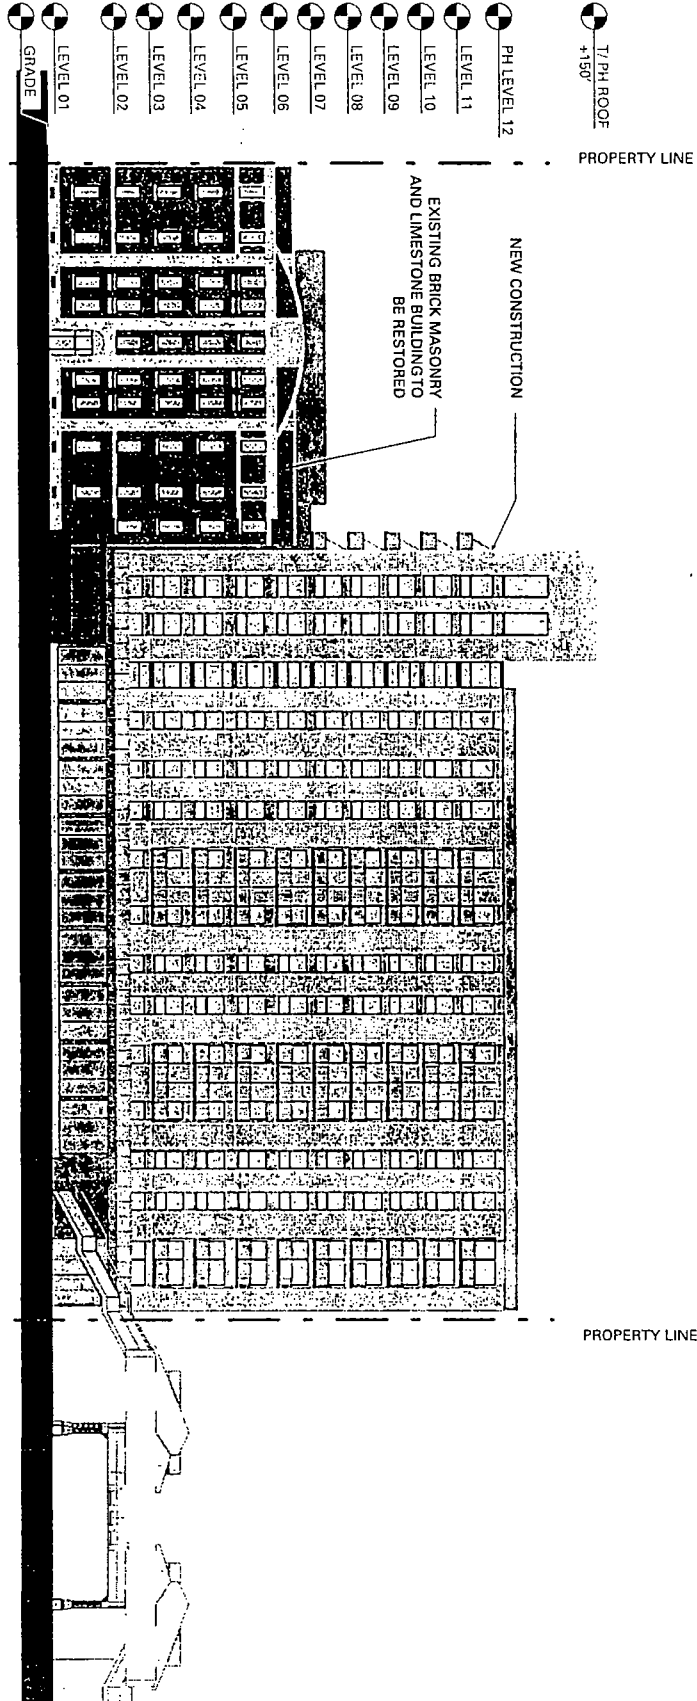 GRADE
LEVEL 01
LEVEL 02
LEVEL 03
LEVEL 04
LEVEL 05
LEVEL 06
LEVEL 07
LEVEL 08
LEVEL 09
LEVEL 10
LEVEL 11
PH LEVEL 12
T/ PH ROOF
+150'
PROPERTY LINE
NEW CONSTRUCTION
EXISTING BRICK MASONRY
AND LIMESTONE BUILDING TO
BE RESTORED
PROPERTY LINE